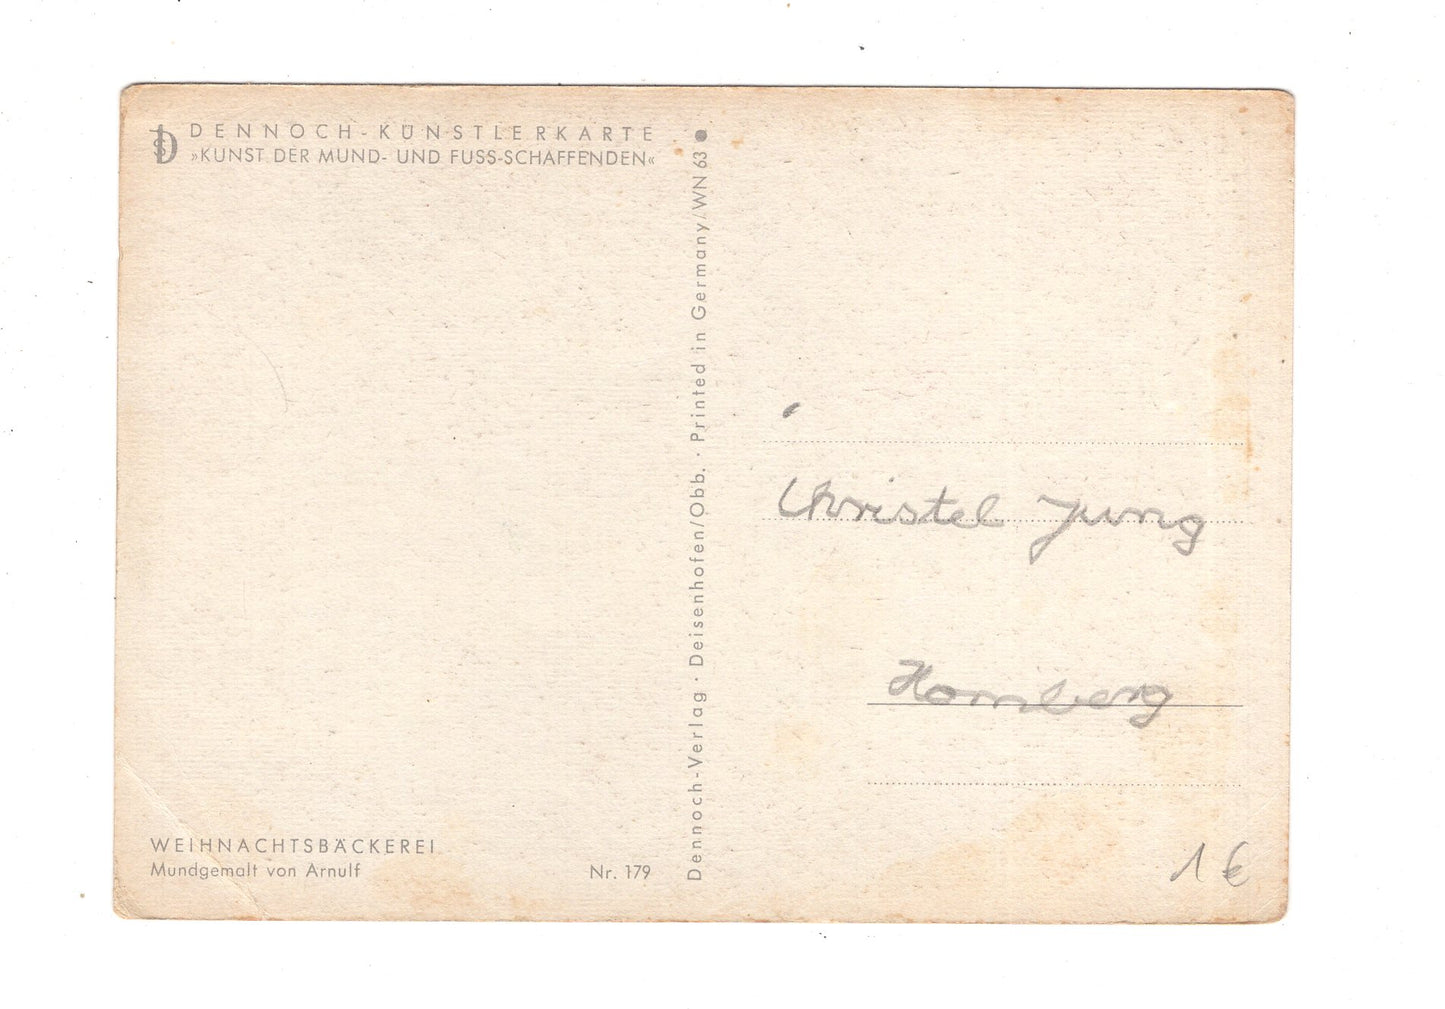 DENNOCH-KÜNSTLERKARTE
»KUNST DER MUND- UND FUSS-SCHAFFENDEN«
WEIHNACHTSBÄCKEREI
Mundgemalt von Arnulf
Nr. 179
Dennoch-Verlag · Deisenhofen/Obb. · Printed in Germany/WN 63
Christel Jung
Homberg
1 €